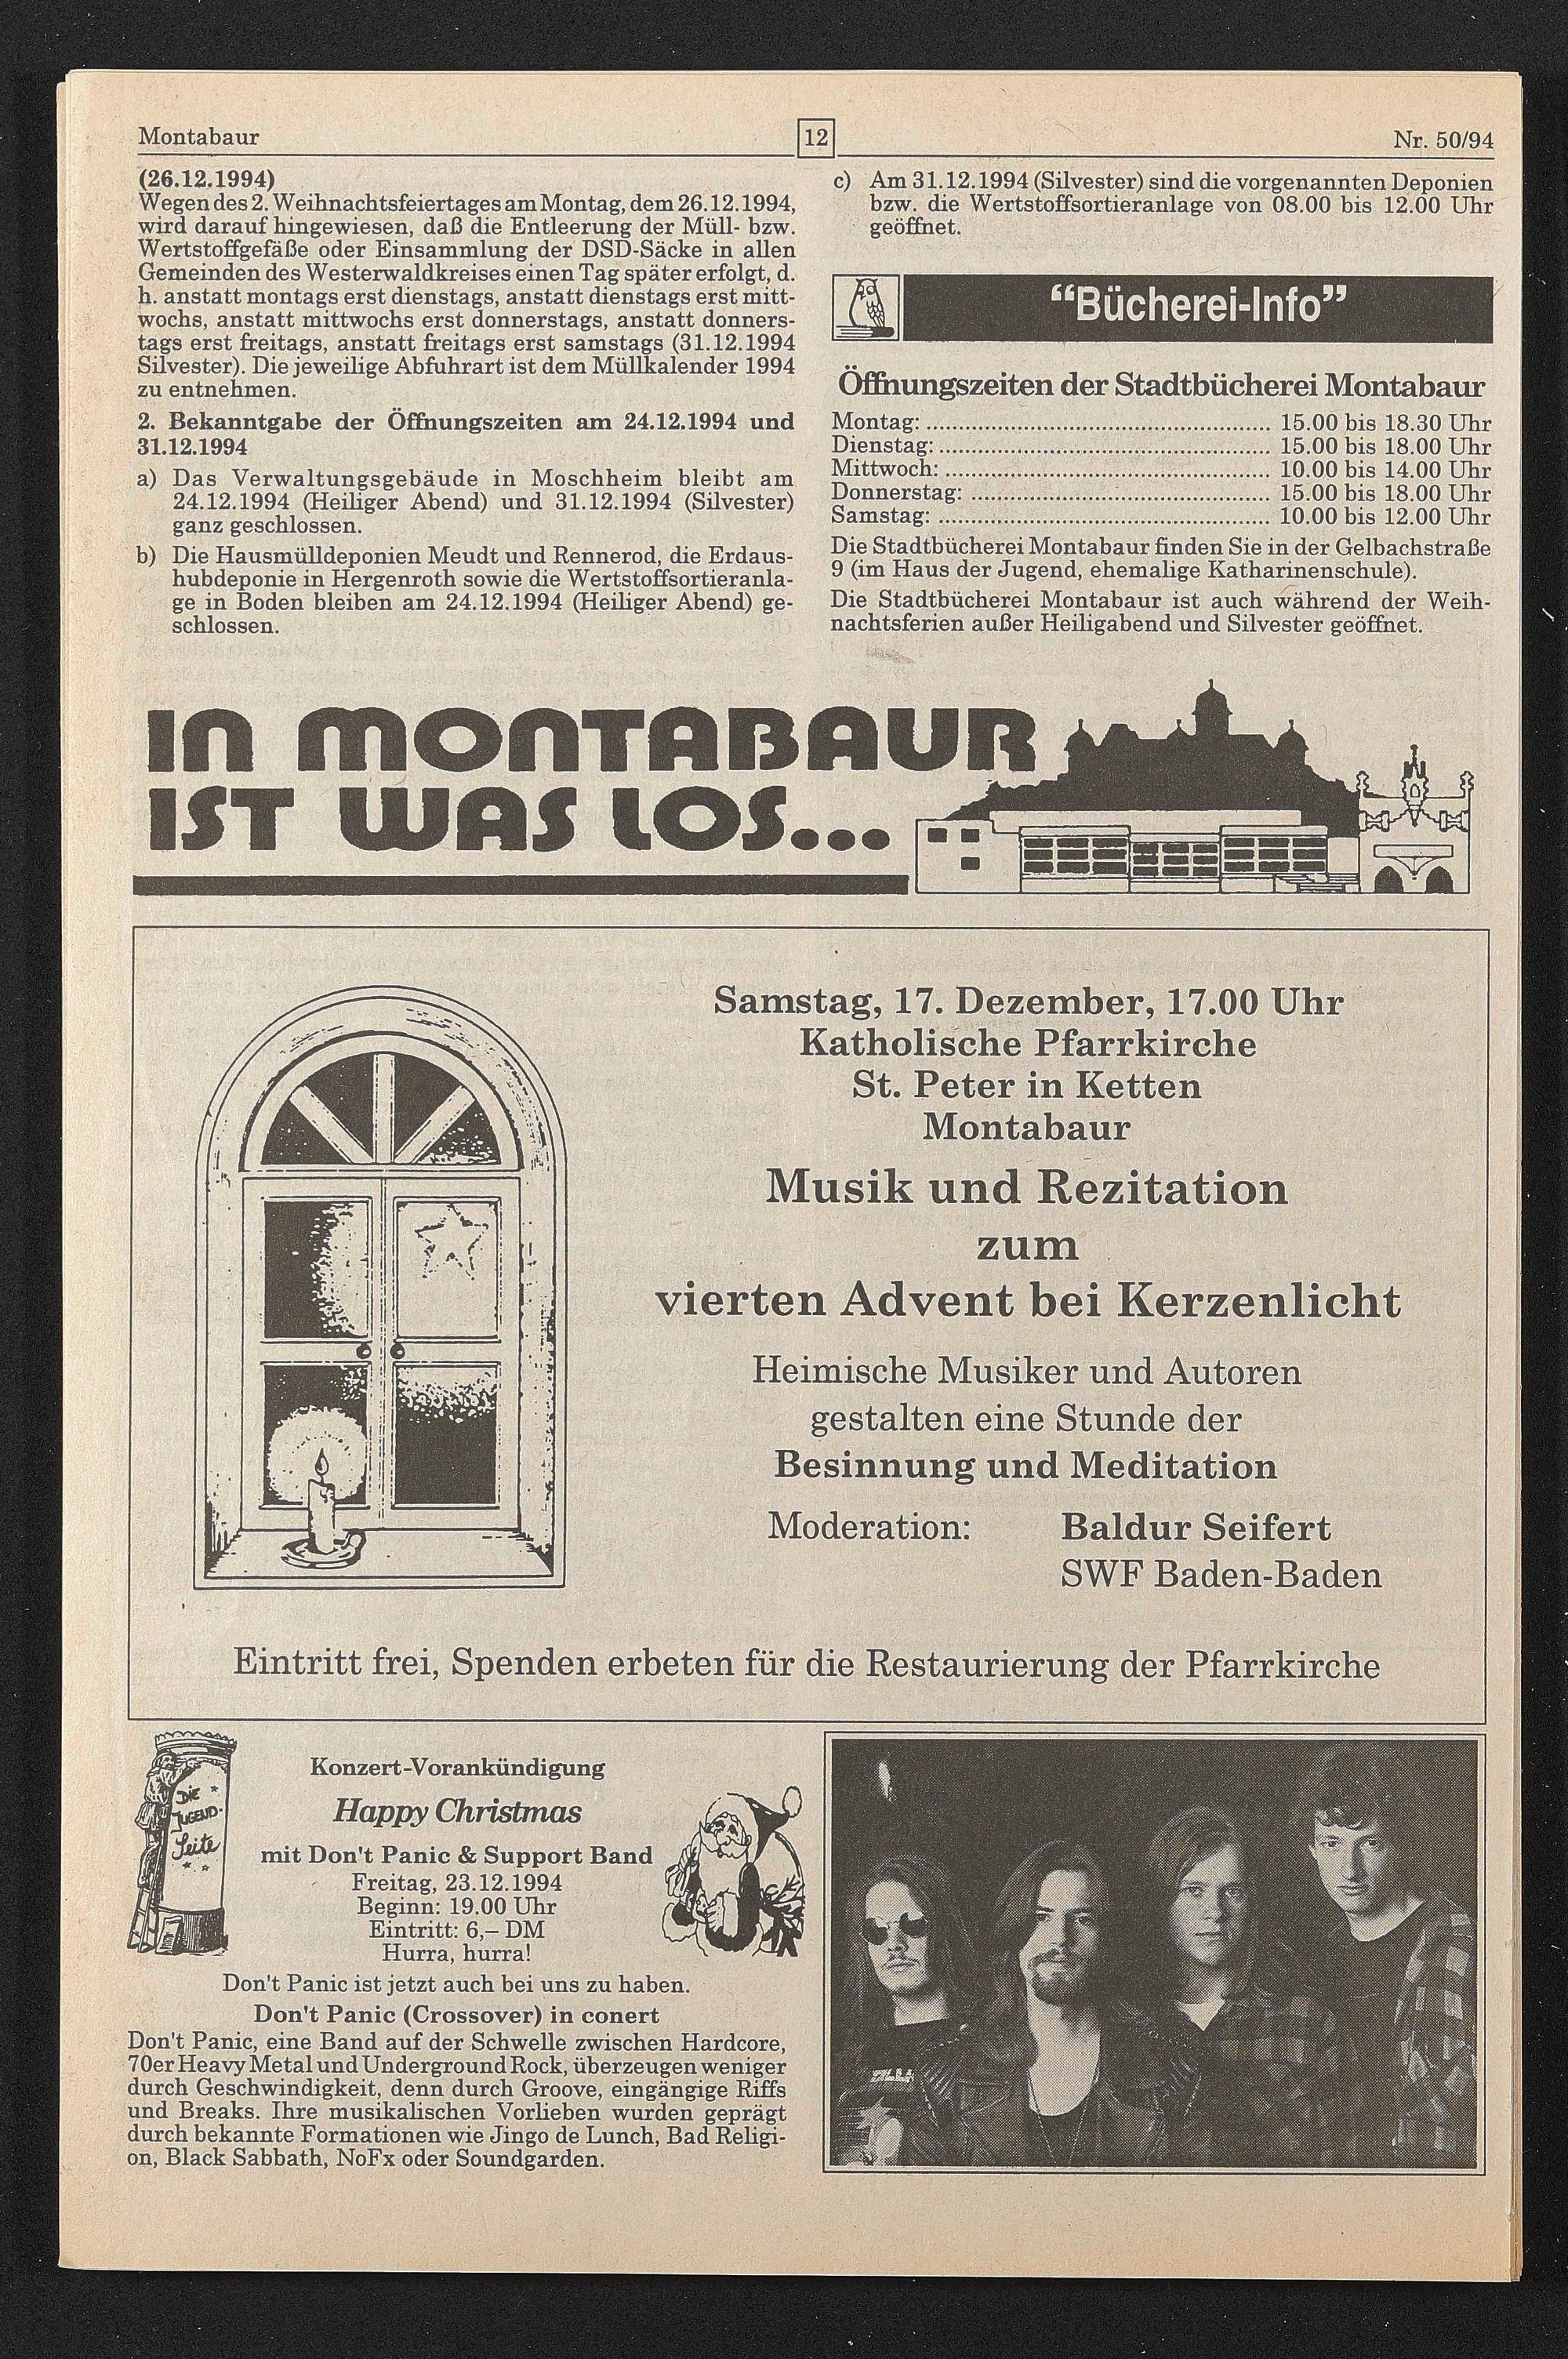 Montabaur
12
Nr. 50/94
(26.12.1994)
Wegen des 2. Weihnachtsfeiertages am Montag, dem 26.12.1994,
wird darauf hingewiesen, daß die Entleerung der Müll- bzw.
Wertstoffgefäße oder Einsammlung der DSD-Säcke in allen
Gemeinden des Westerwaldkreises einen Tag später erfolgt, d.
h. anstatt montags erst dienstags, anstatt dienstags erst mitt-
wochs, anstatt mittwochs erst donnerstags, anstatt donners-
tags erst freitags, anstatt freitags erst samstags (31.12.1994
Silvester). Die jeweilige Abfuhrart ist dem Müllkalender 1994
zu entnehmen.
2. Bekanntgabe der Öffnungszeiten am 24.12.1994 und
31.12.1994
a) Das Verwaltungsgebäude in Moschheim bleibt am
24.12.1994 (Heiliger Abend) und 31.12.1994 (Silvester)
ganz geschlossen.
b) Die Hausmülldeponien Meudt und Rennerod, die Erdaus-
hubdeponie in Hergenroth sowie die Wertstoffsortieranla-
ge in Boden bleiben am 24.12.1994 (Heiliger Abend) ge-
schlossen.
c) Am 31.12.1994 (Silvester) sind die vorgenannten Deponien
bzw. die Wertstoffsortieranlage von 08.00 bis 12.00 Uhr
geöffnet.
“Bücherei-Info”
Öffnungszeiten der Stadtbücherei Montabaur
Montag: ..................................................... 15.00 bis 18.30 Uhr
Dienstag: ................................................... 15.00 bis 18.00 Uhr
Mittwoch: .................................................. 10.00 bis 14.00 Uhr
Donnerstag: .............................................. 15.00 bis 18.00 Uhr
Samstag: ................................................... 10.00 bis 12.00 Uhr
Die Stadtbücherei Montabaur finden Sie in der Gelbachstraße
9 (im Haus der Jugend, ehemalige Katharinenschule).
Die Stadtbücherei Montabaur ist auch während der Weih-
nachtsferien außer Heiligabend und Silvester geöffnet.
IN MONTABAUR
IST WAS LOS...
Samstag, 17. Dezember, 17.00 Uhr
Katholische Pfarrkirche
St. Peter in Ketten
Montabaur
Musik und Rezitation
zum
vierten Advent bei Kerzenlicht
Heimische Musiker und Autoren
gestalten eine Stunde der
Besinnung und Meditation
Moderation: Baldur Seifert
SWF Baden-Baden
Eintritt frei, Spenden erbeten für die Restaurierung der Pfarrkirche
Die
Jugend-
Seite
Konzert-Vorankündigung
Happy Christmas
mit Don't Panic & Support Band
Freitag, 23.12.1994
Beginn: 19.00 Uhr
Eintritt: 6,– DM
Hurra, hurra!
Don't Panic ist jetzt auch bei uns zu haben.
Don't Panic (Crossover) in conert
Don't Panic, eine Band auf der Schwelle zwischen Hardcore,
70er Heavy Metal und Underground Rock, überzeugen weniger
durch Geschwindigkeit, denn durch Groove, eingängige Riffs
und Breaks. Ihre musikalischen Vorlieben wurden geprägt
durch bekannte Formationen wie Jingo de Lunch, Bad Religi-
on, Black Sabbath, NoFx oder Soundgarden.